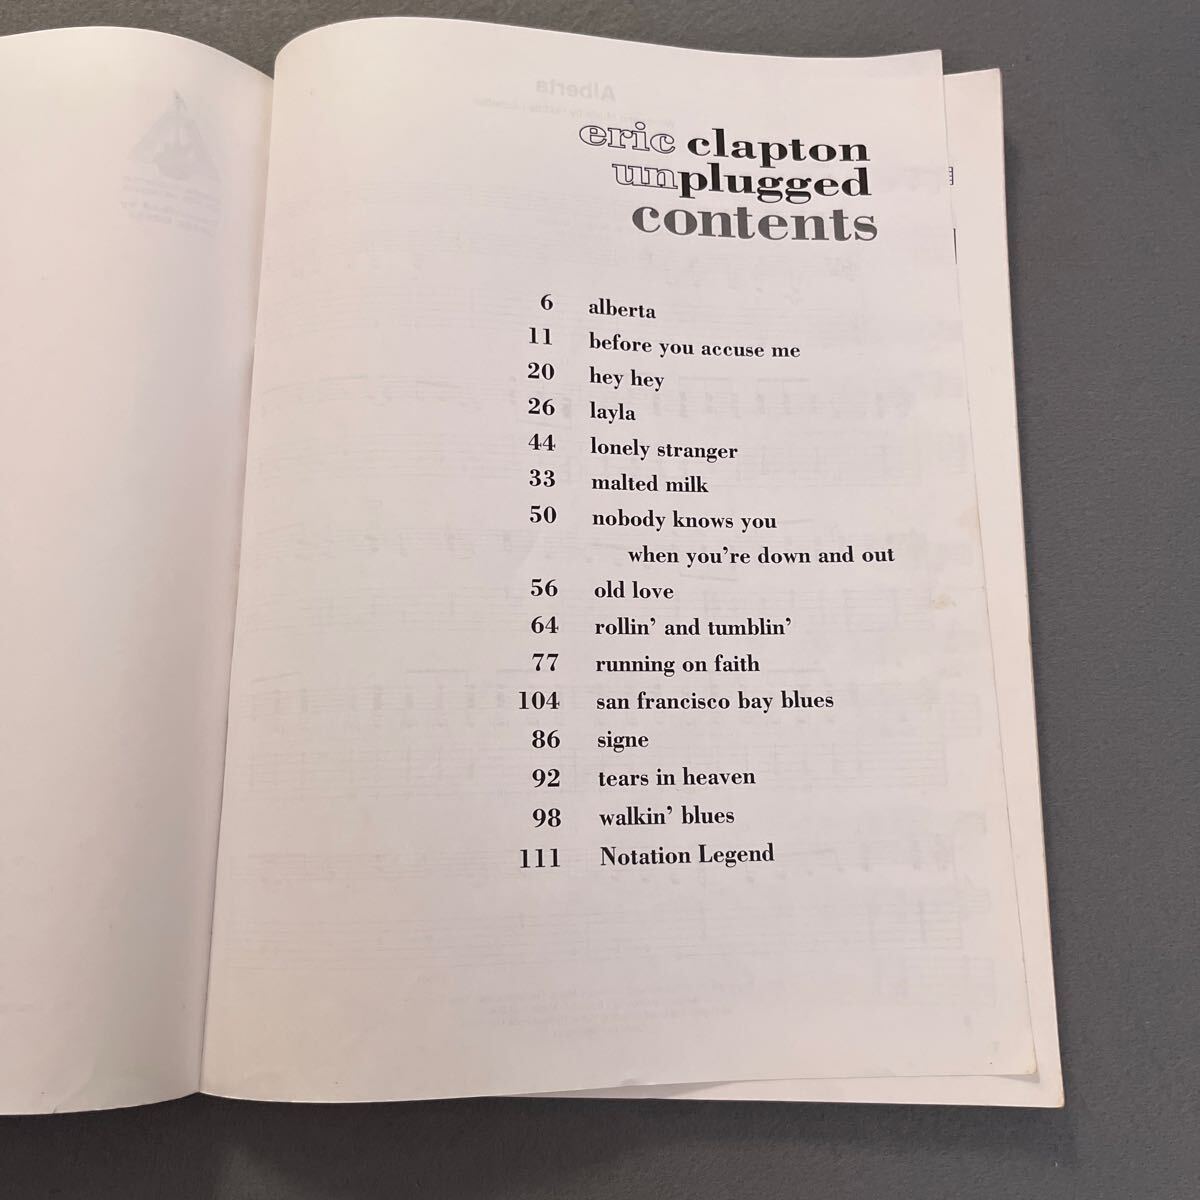 eric clapton
unplugged
contents
6 alberta
11 before you accuse me
20 hey hey
26 layla
44 lonely stranger
33 malted milk
50 nobody knows you
when you're down and out
56 old love
64 rollin' and tumblin'
77 running on faith
104 san francisco bay blues
86 signe
92 tears in heaven
98 walkin' blues
111 Notation Legend
Alberta